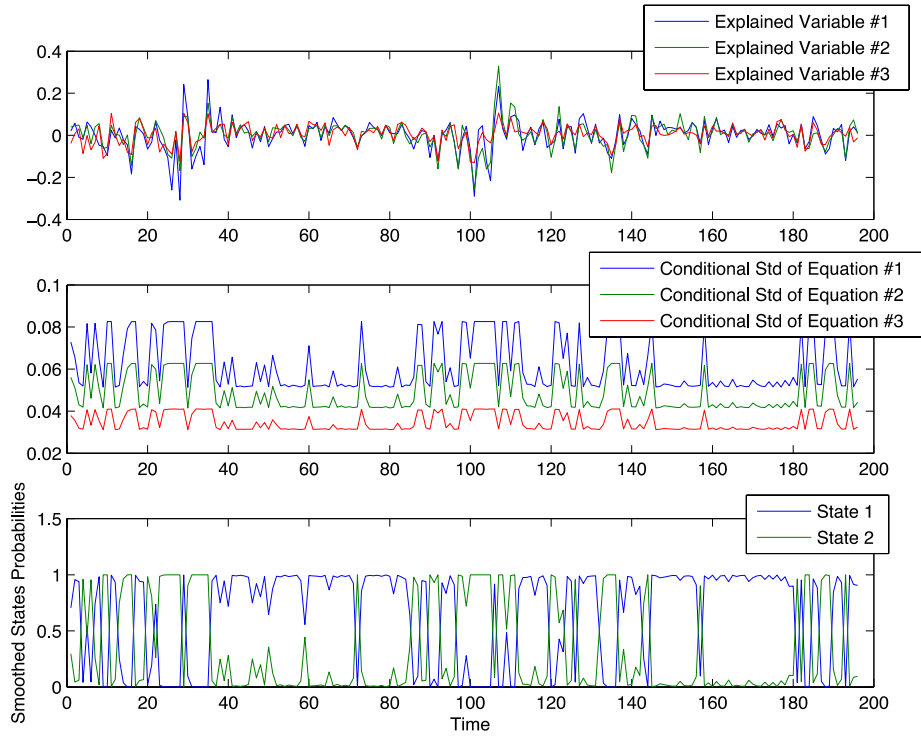 Explained Variable #1
Explained Variable #2
Explained Variable #3
0.4
0.2
0
−0.2
−0.4
0 20 40 60 80 100 120 140 160 180 200
Conditional Std of Equation #1
Conditional Std of Equation #2
Conditional Std of Equation #3
0.1
0.08
0.06
0.04
0.02
0 20 40 60 80 100 120 140 160 180 200
State 1
State 2
Smoothed States Probabilities
1.5
1
0.5
0
0 20 40 60 80 100 120 140 160 180 200
Time